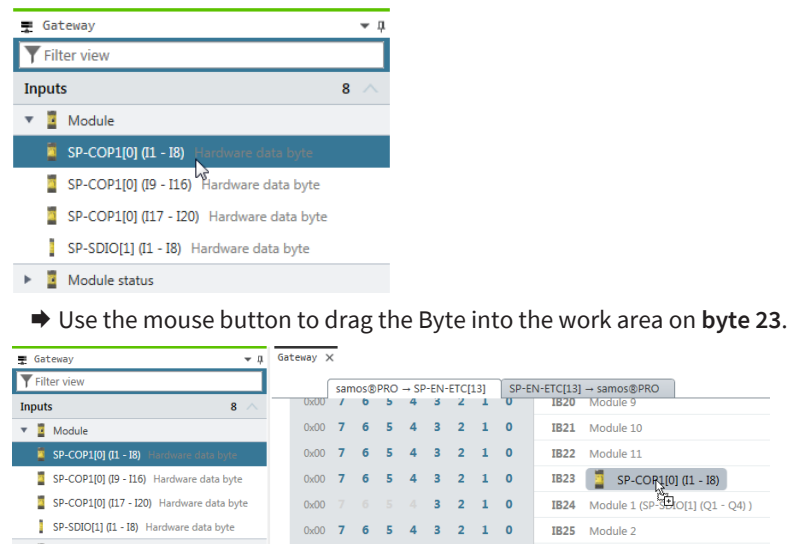 Gateway
Filter view
Inputs 8
Module
SP-COP1[0] (I1 - I8) Hardware data byte
SP-COP1[0] (I9 - I16) Hardware data byte
SP-COP1[0] (I17 - I20) Hardware data byte
SP-SDIO[1] (I1 - I8) Hardware data byte
Module status
➡ Use the mouse button to drag the Byte into the work area on byte 23.
Gateway
Filter view
Inputs 8
Module
SP-COP1[0] (I1 - I8) Hardware data byte
SP-COP1[0] (I9 - I16) Hardware data byte
SP-COP1[0] (I17 - I20) Hardware data byte
SP-SDIO[1] (I1 - I8) Hardware data byte
Gateway X
samos®PRO → SP-EN-ETC[13] SP-EN-ETC[13] → samos®PRO
0x00 7 6 5 4 3 2 1 0 IB20 Module 9
0x00 7 6 5 4 3 2 1 0 IB21 Module 10
0x00 7 6 5 4 3 2 1 0 IB22 Module 11
0x00 7 6 5 4 3 2 1 0 IB23 SP-COP1[0] (I1 - I8)
0x00 7 6 5 4 3 2 1 0 IB24 Module 1 (SP-SDIO[1] (Q1 - Q4) )
0x00 7 6 5 4 3 2 1 0 IB25 Module 2